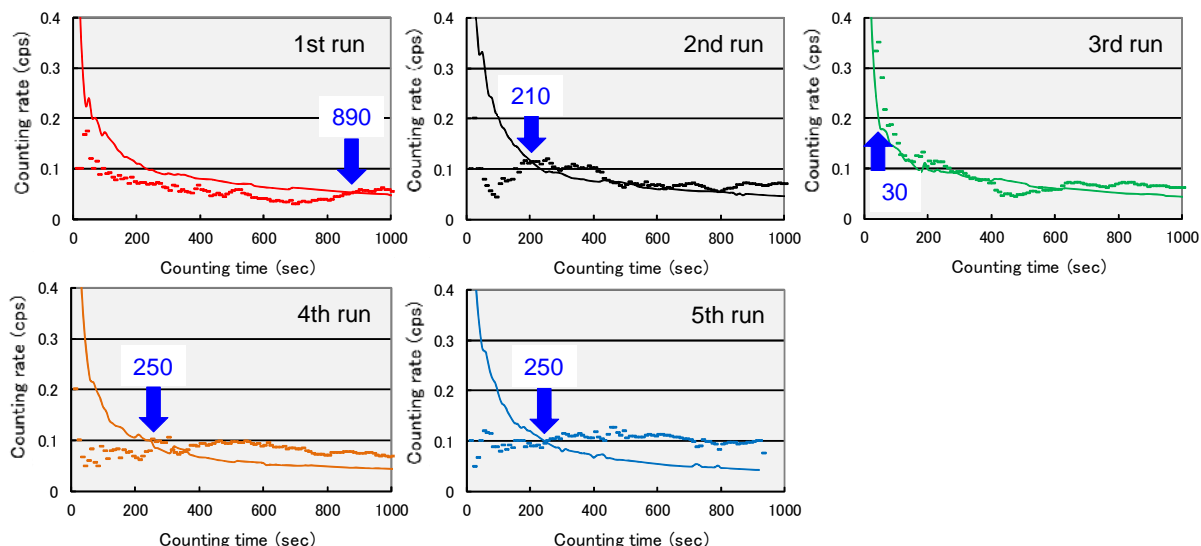 Counting rate (cps)
0.4
0.3
0.2
0.1
0
1st run
890
0 200 400 600 800 1000
Counting time (sec)
Counting rate (cps)
0.4
0.3
0.2
0.1
0
2nd run
210
0 200 400 600 800 1000
Counting time (sec)
Counting rate (cps)
0.4
0.3
0.2
0.1
0
3rd run
30
0 200 400 600 800 1000
Counting time (sec)
Counting rate (cps)
0.4
0.3
0.2
0.1
0
4th run
250
0 200 400 600 800 1000
Counting time (sec)
Counting rate (cps)
0.4
0.3
0.2
0.1
0
5th run
250
0 200 400 600 800 1000
Counting time (sec)